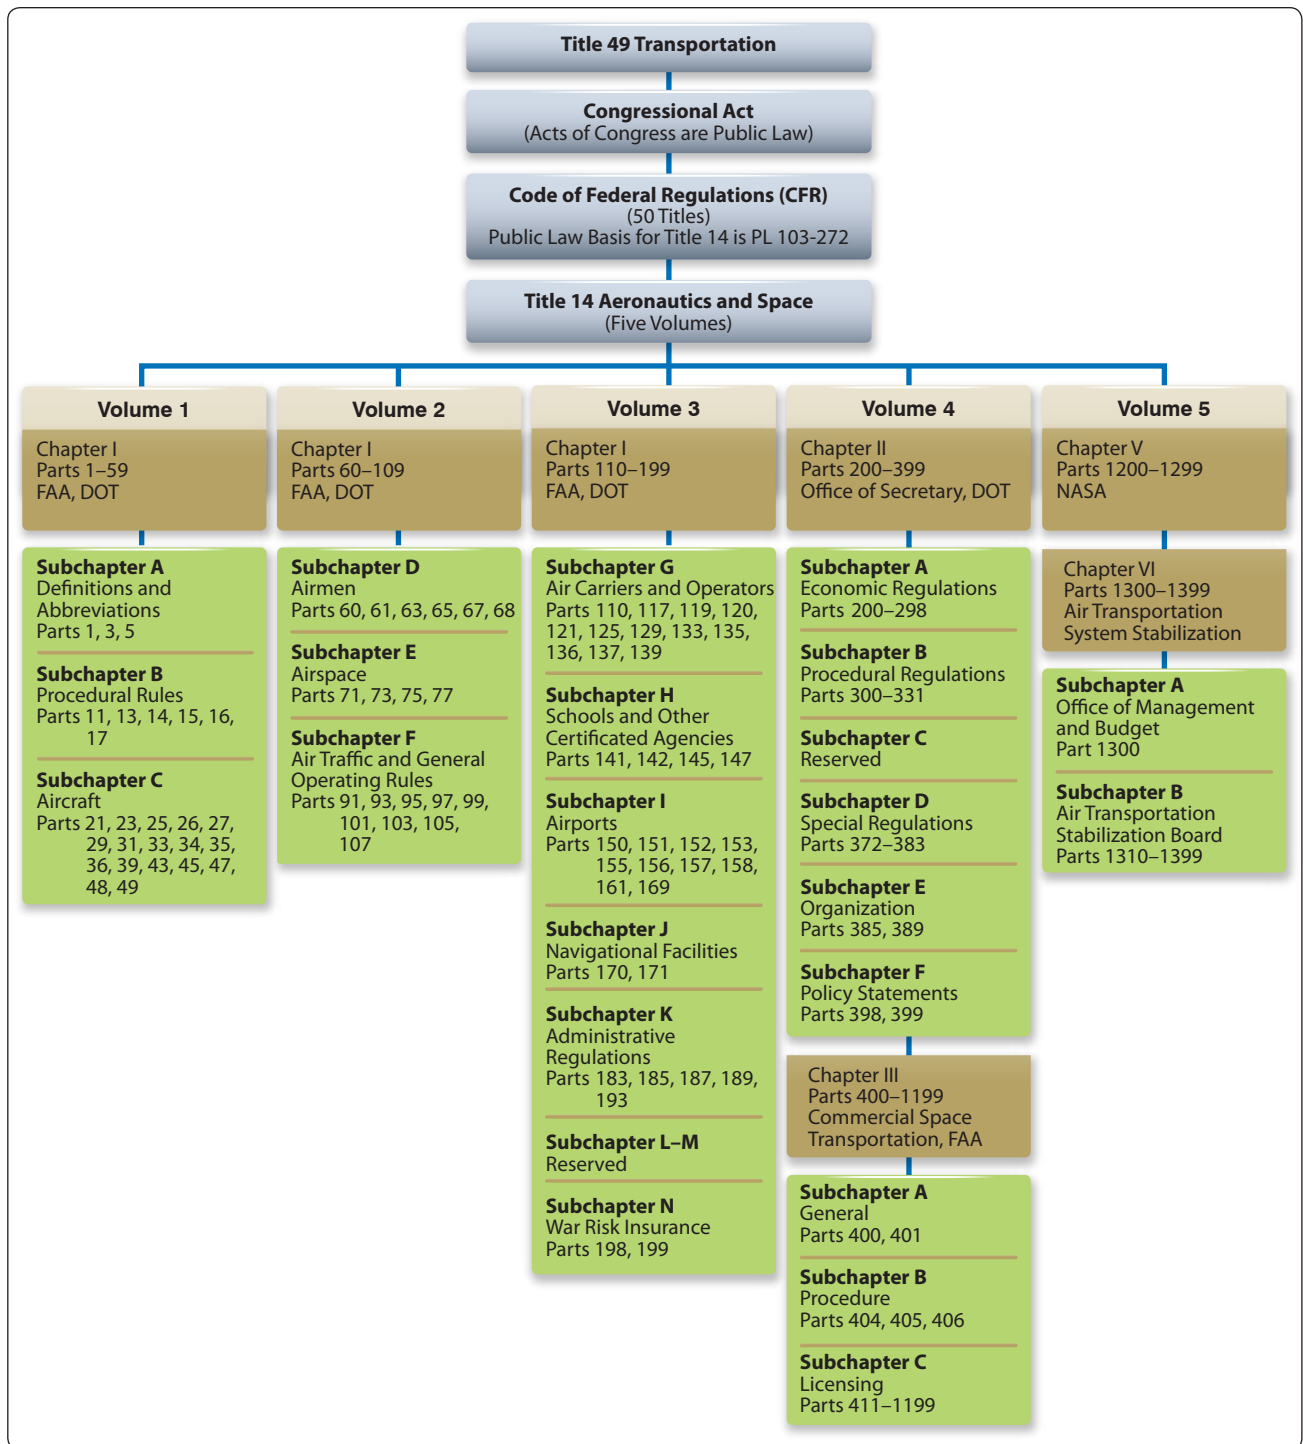 Title 49 Transportation
Congressional Act
(Acts of Congress are Public Law)
Code of Federal Regulations (CFR)
(50 Titles)
Public Law Basis for Title 14 is PL 103-272
Title 14 Aeronautics and Space
(Five Volumes)
Volume 1
Chapter I
Parts 1–59
FAA, DOT
Subchapter A
Definitions and
Abbreviations
Parts 1, 3, 5
Subchapter B
Procedural Rules
Parts 11, 13, 14, 15, 16,
17
Subchapter C
Aircraft
Parts 21, 23, 25, 26, 27,
29, 31, 33, 34, 35,
36, 39, 43, 45, 47,
48, 49
Volume 2
Chapter I
Parts 60–109
FAA, DOT
Subchapter D
Airmen
Parts 60, 61, 63, 65, 67, 68
Subchapter E
Airspace
Parts 71, 73, 75, 77
Subchapter F
Air Traffic and General
Operating Rules
Parts 91, 93, 95, 97, 99,
101, 103, 105,
107
Volume 3
Chapter I
Parts 110–199
FAA, DOT
Subchapter G
Air Carriers and Operators
Parts 110, 117, 119, 120,
121, 125, 129, 133, 135,
136, 137, 139
Subchapter H
Schools and Other
Certificated Agencies
Parts 141, 142, 145, 147
Subchapter I
Airports
Parts 150, 151, 152, 153,
155, 156, 157, 158,
161, 169
Subchapter J
Navigational Facilities
Parts 170, 171
Subchapter K
Administrative
Regulations
Parts 183, 185, 187, 189,
193
Subchapter L–M
Reserved
Subchapter N
War Risk Insurance
Parts 198, 199
Volume 4
Chapter II
Parts 200–399
Office of Secretary, DOT
Subchapter A
Economic Regulations
Parts 200–298
Subchapter B
Procedural Regulations
Parts 300–331
Subchapter C
Reserved
Subchapter D
Special Regulations
Parts 372–383
Subchapter E
Organization
Parts 385, 389
Subchapter F
Policy Statements
Parts 398, 399
Chapter III
Parts 400–1199
Commercial Space
Transportation, FAA
Subchapter A
General
Parts 400, 401
Subchapter B
Procedure
Parts 404, 405, 406
Subchapter C
Licensing
Parts 411–1199
Volume 5
Chapter V
Parts 1200–1299
NASA
Chapter VI
Parts 1300–1399
Air Transportation
System Stabilization
Subchapter A
Office of Management
and Budget
Part 1300
Subchapter B
Air Transportation
Stabilization Board
Parts 1310–1399